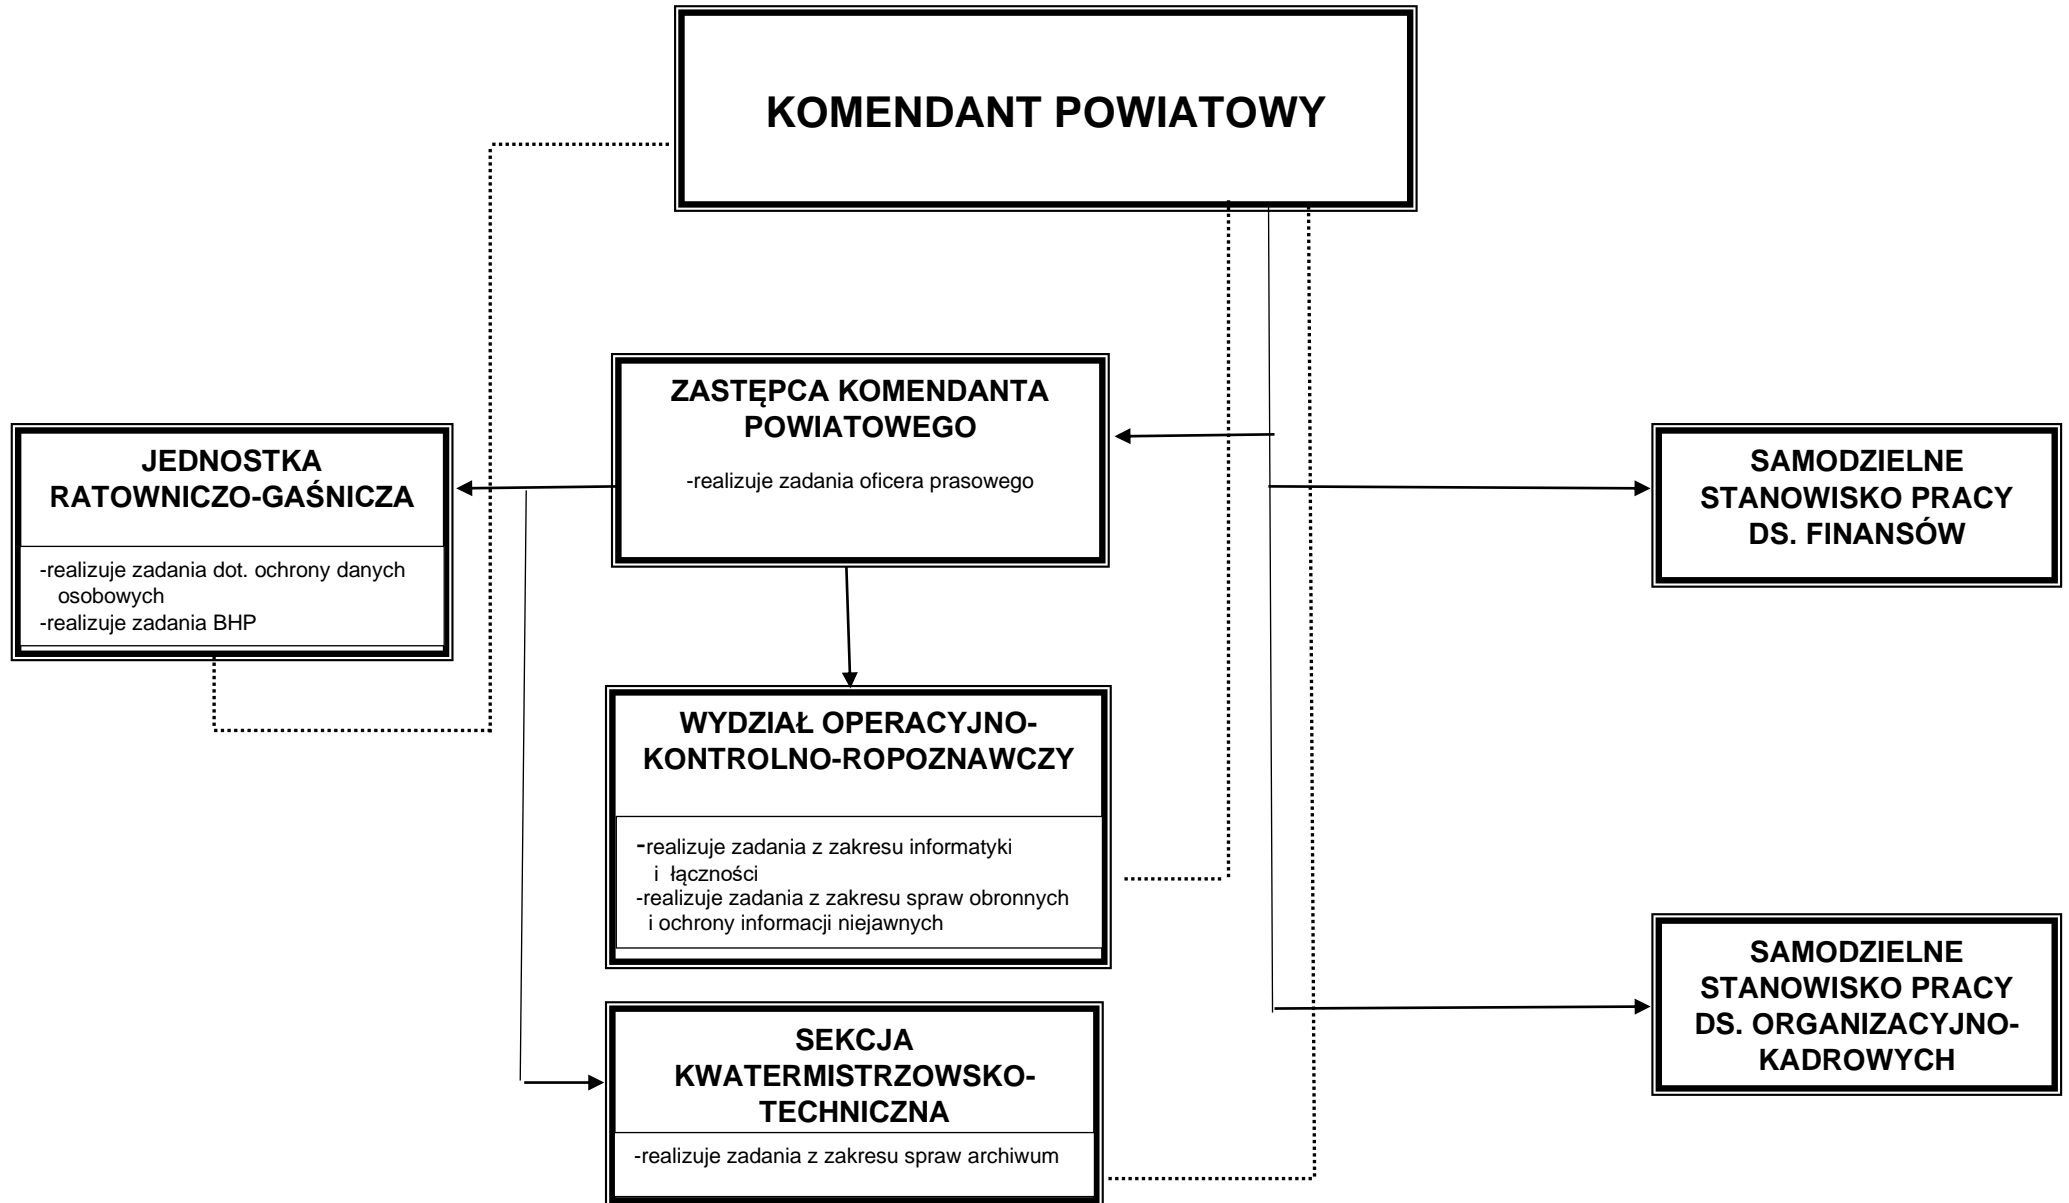 KOMENDANT POWIATOWY
ZASTĘPCA KOMENDANTA
POWIATOWEGO
-realizuje zadania oficera prasowego
JEDNOSTKA
RATOWNICZO-GAŚNICZA
-realizuje zadania dot. ochrony danych
osobowych
-realizuje zadania BHP
SAMODZIELNE
STANOWISKO PRACY
DS. FINANSÓW
WYDZIAŁ OPERACYJNO-
KONTROLNO-ROPOZNAWCZY
-realizuje zadania z zakresu informatyki
i łączności
-realizuje zadania z zakresu spraw obronnych
i ochrony informacji niejawnych
SAMODZIELNE
STANOWISKO PRACY
DS. ORGANIZACYJNO-
KADROWYCH
SEKCJA
KWATERMISTRZOWSKO-
TECHNICZNA
-realizuje zadania z zakresu spraw archiwum